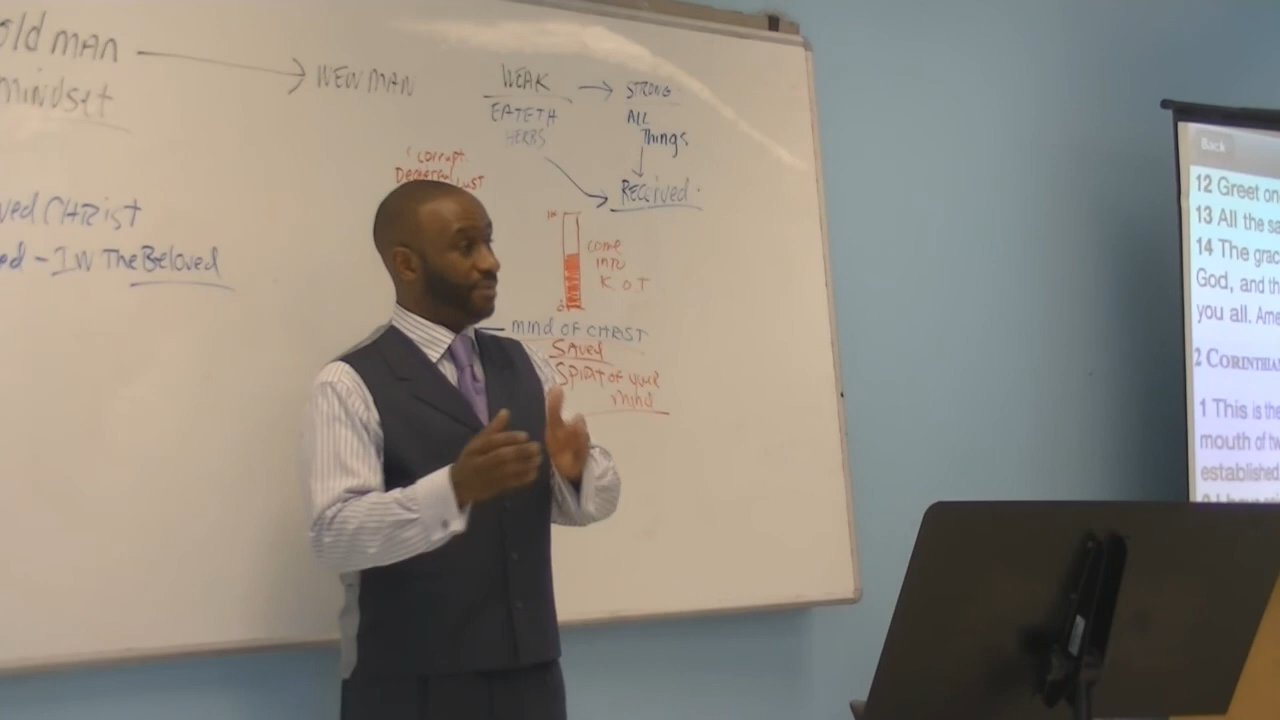 old MAN
mindset
NEW MAN
WEAK
EATETH
HERBS
STRONG
ALL
Things
Received
corrupt
CHRIST
- IN The Beloved
come
INTO
K. O. T
mind OF CHRIST
Saved
Spirit of your
mind
Back
12 Greet on
13 All the sa
14 The grac
God, and th
you all. Ame
2 CORINTHIA
1 This is the
mouth of tw
established